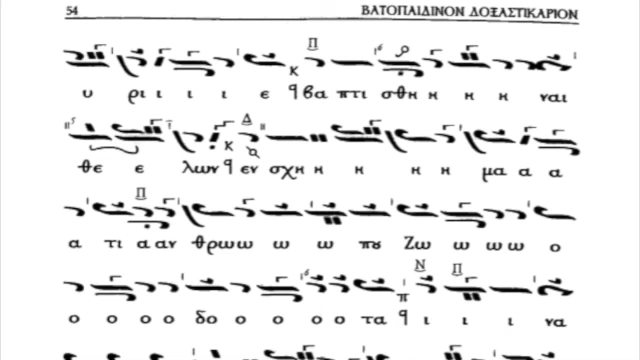 54 ΒΑΤΟΠΑΙΔΙΝΟΝ ΔΟΞΑΣΤΙΚΑΡΙΟΝ
υ ρι ι ι ι ε βα πτι σθη η η η ναι
θε ε λων εν σχη η η η η μα α α
α τι α αν θρω ω ω ω που Ζω ω ω ω ο
ο ο ο ο δο ο ο ο ο τα ι ι ι να